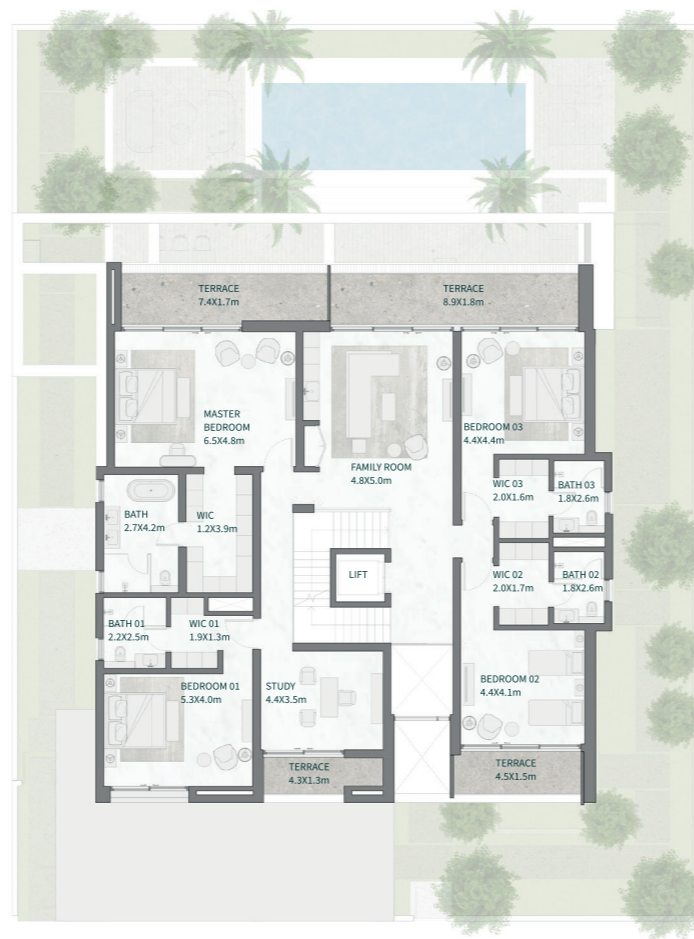 TERRACE
7.4X1.7m
TERRACE
8.9X1.8m
MASTER
BEDROOM
6.5X4.8m
BEDROOM 03
4.4X4.4m
FAMILY ROOM
4.8X5.0m
WIC 03
2.0X1.6m
BATH 03
1.8X2.6m
BATH
2.7X4.2m
WIC
1.2X3.9m
LIFT
WIC 02
2.0X1.7m
BATH 02
1.8X2.6m
BATH 01
2.2X2.5m
WIC 01
1.9X1.3m
BEDROOM 01
5.3X4.0m
STUDY
4.4X3.5m
BEDROOM 02
4.4X4.1m
TERRACE
4.3X1.3m
TERRACE
4.5X1.5m